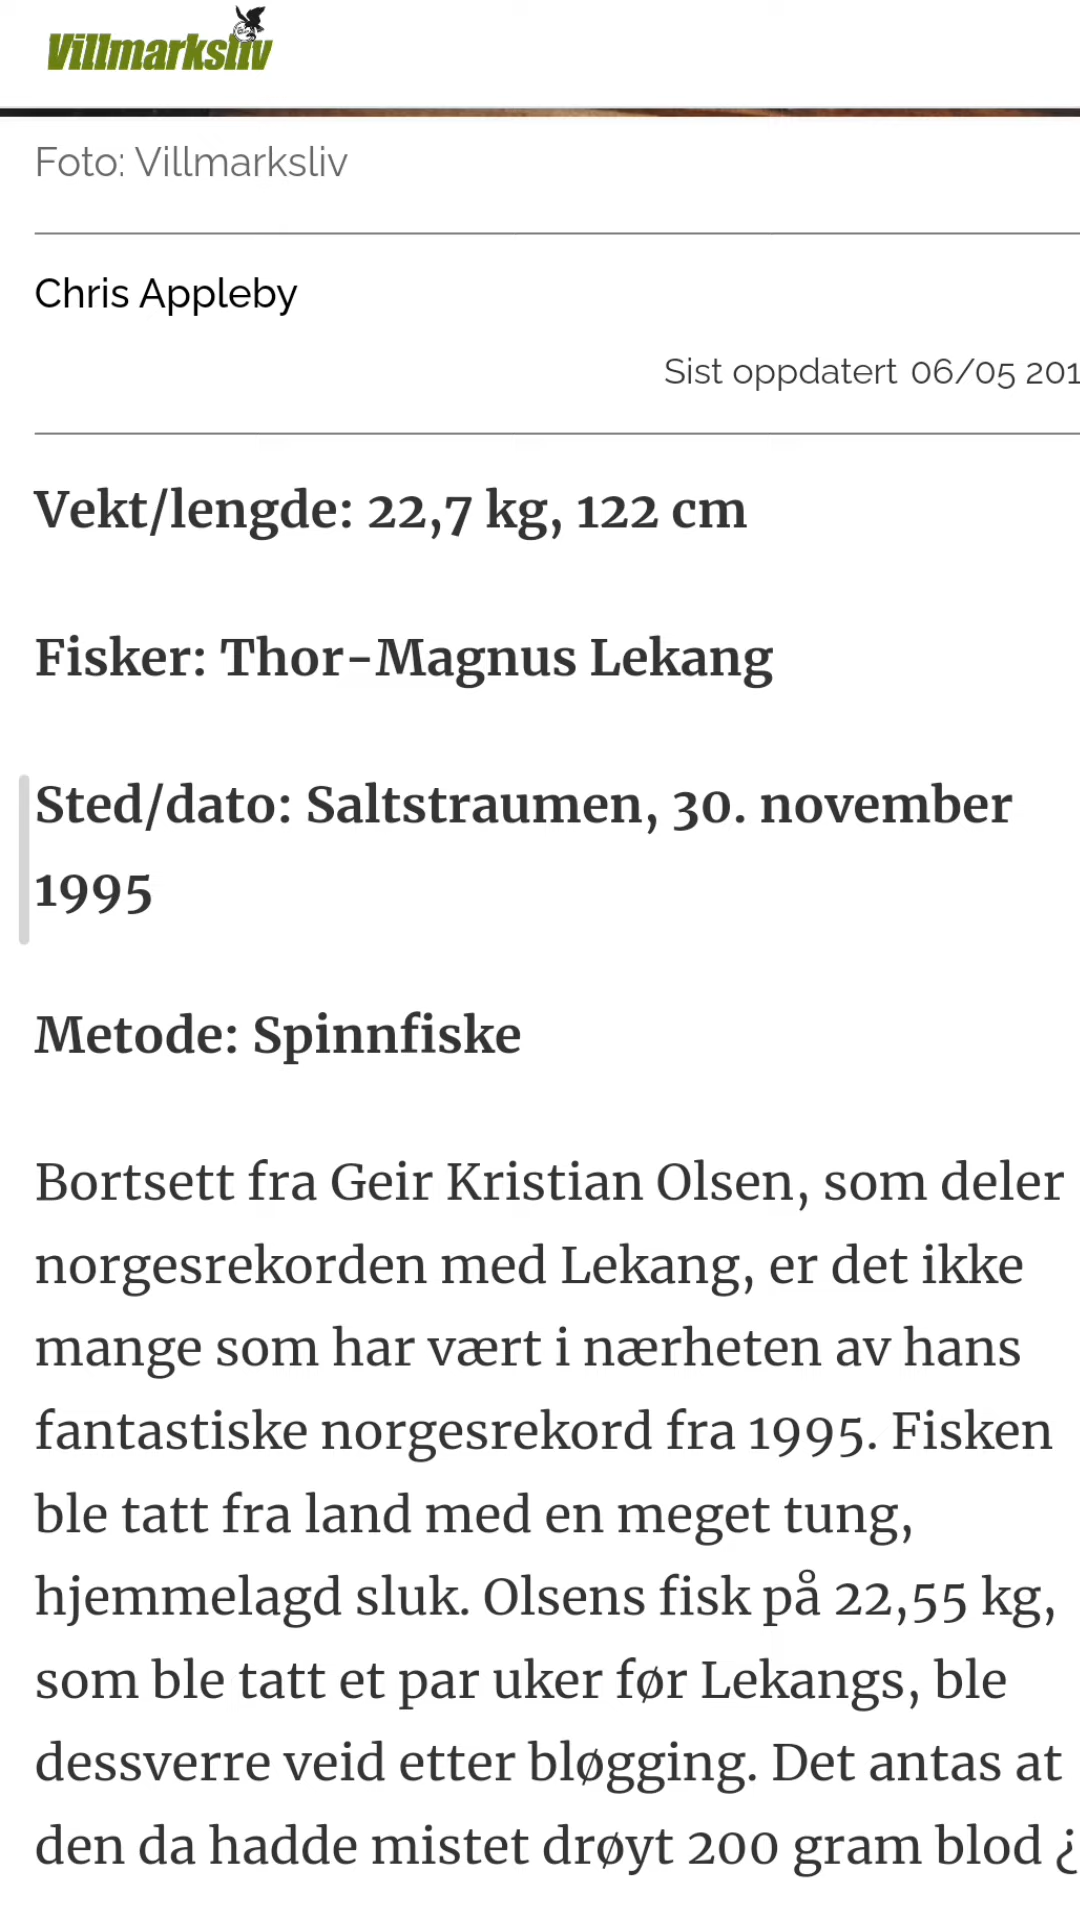 Villmarksliv
Foto: Villmarksliv
Chris Appleby
Sist oppdatert 06/05 201
Vekt/lengde: 22,7 kg, 122 cm
Fisker: Thor-Magnus Lekang
Sted/dato: Saltstraumen, 30. november
1995
Metode: Spinnfiske
Bortsett fra Geir Kristian Olsen, som deler
norgesrekorden med Lekang, er det ikke
mange som har vært i nærheten av hans
fantastiske norgesrekord fra 1995. Fisken
ble tatt fra land med en meget tung,
hjemmelagd sluk. Olsens fisk på 22,55 kg,
som ble tatt et par uker før Lekangs, ble
dessverre veid etter bløgging. Det antas at
den da hadde mistet drøyt 200 gram blod ¿